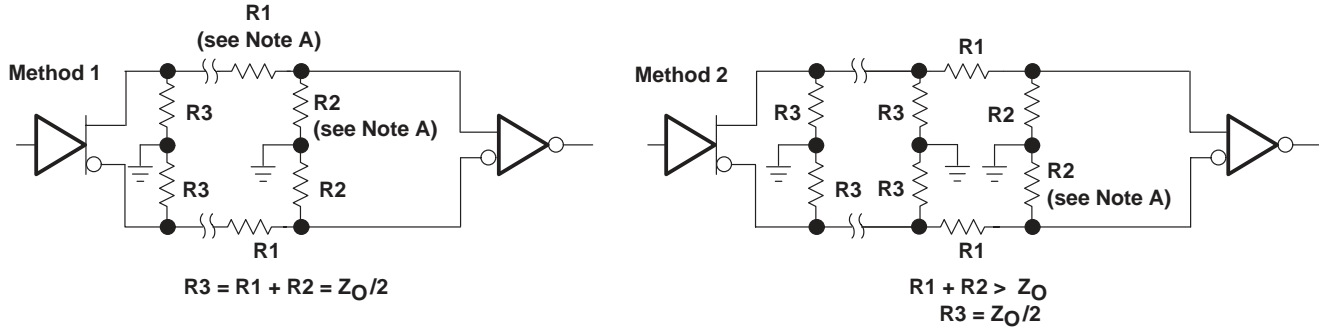 Method 1
R1
(see Note A)
R3
R2
(see Note A)
R3
R2
R1
R3 = R1 + R2 = ZO/2
Method 2
R1
R3
R3
R2
R3
R3
R2
(see Note A)
R1
R1 + R2 > ZO
R3 = ZO/2